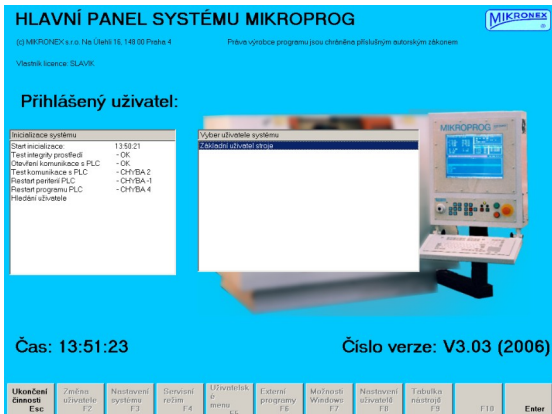 HLAVNÍ PANEL SYSTÉMU MIKROPROG
MIKRONEX
(c) MIKRONEX s.r.o. Na Úlehli 16, 148 00 Praha 4
Práva výrobce programu jsou chráněna příslušným autorským zákonem
Vlastník licence: SLAVIK
Přihlášený uživatel:
Inicializace systému
Start inicializace: 13:50:21
Test integrity prostředí - OK
Otevření komunikace s PLC - OK
Test komunikace s PLC - CHYBA 2
Restart periferií PLC - CHYBA -1
Restart programu PLC - CHYBA 4
Hledání uživatele
Výber uživatele systému
Základní uživatel stroje
MIKROPROG
Čas: 13:51:23
Číslo verze: V3.03 (2006)
Ukončení činnosti Esc
Změna uživatele F2
Nastavení systému F3
Servisní režim F4
Uživatelsk é menu F5
Externí programy F6
Možnosti Windows F7
Nastavení uživatelů F8
Tabulka nástrojů F9
F10
Enter